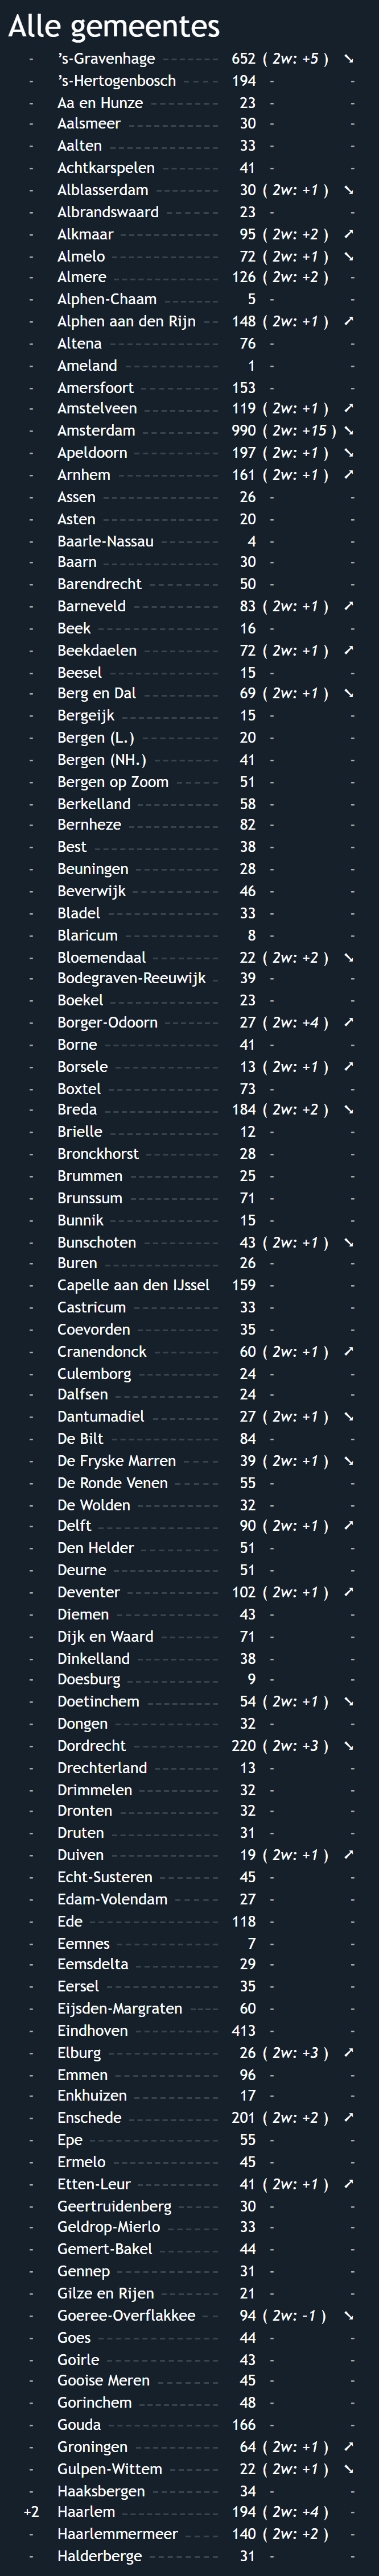 Alle gemeentes
- 's-Gravenhage 652 ( 2w: +5 ) ➘
- 's-Hertogenbosch 194 - -
- Aa en Hunze 23 - -
- Aalsmeer 30 - -
- Aalten 33 - -
- Achtkarspelen 41 - -
- Alblasserdam 30 ( 2w: +1 ) ➘
- Albrandswaard 23 - -
- Alkmaar 95 ( 2w: +2 ) ➚
- Almelo 72 ( 2w: +1 ) ➘
- Almere 126 ( 2w: +2 ) -
- Alphen-Chaam 5 - -
- Alphen aan den Rijn 148 ( 2w: +1 ) ➚
- Altena 76 - -
- Ameland 1 - -
- Amersfoort 153 - -
- Amstelveen 119 ( 2w: +1 ) ➚
- Amsterdam 990 ( 2w: +15 ) ➘
- Apeldoorn 197 ( 2w: +1 ) ➘
- Arnhem 161 ( 2w: +1 ) ➚
- Assen 26 - -
- Asten 20 - -
- Baarle-Nassau 4 - -
- Baarn 30 - -
- Barendrecht 50 - -
- Barneveld 83 ( 2w: +1 ) ➚
- Beek 16 - -
- Beekdaelen 72 ( 2w: +1 ) ➚
- Beesel 15 - -
- Berg en Dal 69 ( 2w: +1 ) ➘
- Bergeijk 15 - -
- Bergen (L.) 20 - -
- Bergen (NH.) 41 - -
- Bergen op Zoom 51 - -
- Berkelland 58 - -
- Bernheze 82 - -
- Best 38 - -
- Beuningen 28 - -
- Beverwijk 46 - -
- Bladel 33 - -
- Blaricum 8 - -
- Bloemendaal 22 ( 2w: +2 ) ➘
- Bodegraven-Reeuwijk 39 - -
- Boekel 23 - -
- Borger-Odoorn 27 ( 2w: +4 ) ➚
- Borne 41 - -
- Borsele 13 ( 2w: +1 ) ➚
- Boxtel 73 - -
- Breda 184 ( 2w: +2 ) ➘
- Brielle 12 - -
- Bronckhorst 28 - -
- Brummen 25 - -
- Brunssum 71 - -
- Bunnik 15 - -
- Bunschoten 43 ( 2w: +1 ) ➘
- Buren 26 - -
- Capelle aan den IJssel 159 - -
- Castricum 33 - -
- Coevorden 35 - -
- Cranendonck 60 ( 2w: +1 ) ➚
- Culemborg 24 - -
- Dalfsen 24 - -
- Dantumadiel 27 ( 2w: +1 ) ➘
- De Bilt 84 - -
- De Fryske Marren 39 ( 2w: +1 ) ➘
- De Ronde Venen 55 - -
- De Wolden 32 - -
- Delft 90 ( 2w: +1 ) ➚
- Den Helder 51 - -
- Deurne 51 - -
- Deventer 102 ( 2w: +1 ) ➚
- Diemen 43 - -
- Dijk en Waard 71 - -
- Dinkelland 38 - -
- Doesburg 9 - -
- Doetinchem 54 ( 2w: +1 ) ➘
- Dongen 32 - -
- Dordrecht 220 ( 2w: +3 ) ➘
- Drechterland 13 - -
- Drimmelen 32 - -
- Dronten 32 - -
- Druten 31 - -
- Duiven 19 ( 2w: +1 ) ➚
- Echt-Susteren 45 - -
- Edam-Volendam 27 - -
- Ede 118 - -
- Eemnes 7 - -
- Eemsdelta 29 - -
- Eersel 35 - -
- Eijsden-Margraten 60 - -
- Eindhoven 413 - -
- Elburg 26 ( 2w: +3 ) ➚
- Emmen 96 - -
- Enkhuizen 17 - -
- Enschede 201 ( 2w: +2 ) ➚
- Epe 55 - -
- Ermelo 45 - -
- Etten-Leur 41 ( 2w: +1 ) ➚
- Geertruidenberg 30 - -
- Geldrop-Mierlo 33 - -
- Gemert-Bakel 44 - -
- Gennep 31 - -
- Gilze en Rijen 21 - -
- Goeree-Overflakkee 94 ( 2w: -1 ) ➘
- Goes 44 - -
- Goirle 43 - -
- Gooise Meren 45 - -
- Gorinchem 48 - -
- Gouda 166 - -
- Groningen 64 ( 2w: +1 ) ➚
- Gulpen-Wittem 22 ( 2w: +1 ) ➘
- Haaksbergen 34 - -
+2 Haarlem 194 ( 2w: +4 ) -
- Haarlemmermeer 140 ( 2w: +2 ) -
- Halderberge 31 - -